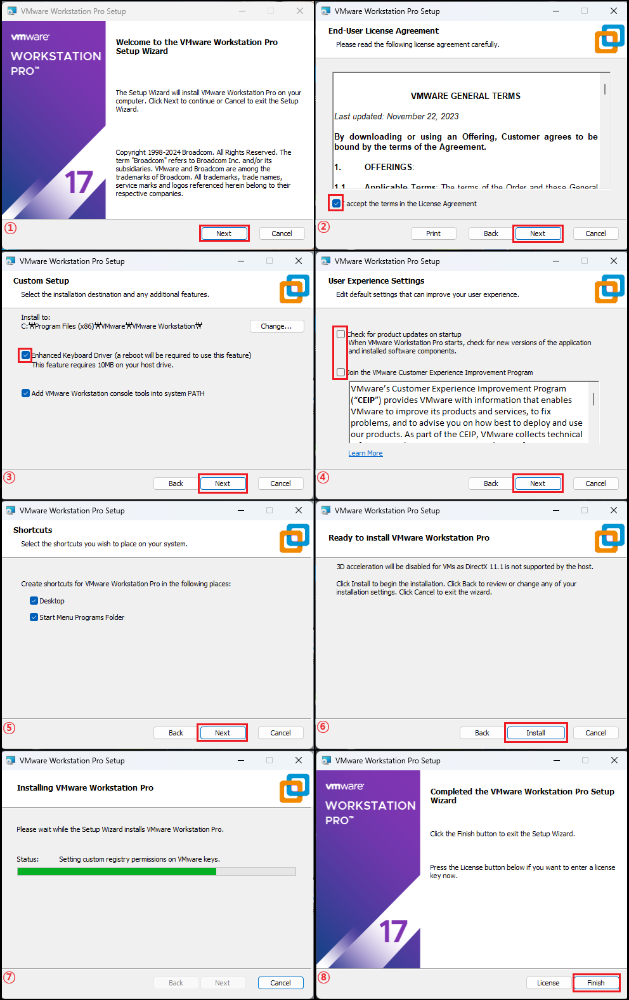 VMware Workstation Pro Setup
vmware
WORKSTATION
PRO™
17
Welcome to the VMware Workstation Pro
Setup Wizard
The Setup Wizard will install VMware Workstation Pro on your
computer. Click Next to continue or Cancel to exit the Setup
Wizard.
Copyright 1998-2024 Broadcom. All Rights Reserved. The
term "Broadcom" refers to Broadcom Inc. and/or its
subsidiaries. VMware and Broadcom are among the
trademarks of Broadcom. All trademarks, trade names,
service marks and logos referenced herein belong to their
respective companies.
①
Next
Cancel
VMware Workstation Pro Setup
End-User License Agreement
Please read the following license agreement carefully.
VMWARE GENERAL TERMS
Last updated: November 22, 2023
By downloading or using an Offering, Customer agrees to be
bound by the terms of the Agreement.
1. OFFERINGS:
1.1 Applicable Terms: The terms of the Order and these General
I accept the terms in the License Agreement
②
Print
Back
Next
Cancel
VMware Workstation Pro Setup
Custom Setup
Select the installation destination and any additional features.
Install to:
C:₩Program Files (x86)₩VMware₩VMware Workstation₩
Change...
Enhanced Keyboard Driver (a reboot will be required to use this feature)
This feature requires 10MB on your host drive.
Add VMware Workstation console tools into system PATH
③
Back
Next
Cancel
VMware Workstation Pro Setup
User Experience Settings
Edit default settings that can improve your user experience.
Check for product updates on startup
When VMware Workstation Pro starts, check for new versions of the application
and installed software components.
Join the VMware Customer Experience Improvement Program
VMware’s Customer Experience Improvement Program
(“CEIP”) provides VMware with information that enables
VMware to improve its products and services, to fix
problems, and to advise you on how best to deploy and use
our products. As part of the CEIP, VMware collects technical
Learn More
④
Back
Next
Cancel
VMware Workstation Pro Setup
Shortcuts
Select the shortcuts you wish to place on your system.
Create shortcuts for VMware Workstation Pro in the following places:
Desktop
Start Menu Programs Folder
⑤
Back
Next
Cancel
VMware Workstation Pro Setup
Ready to install VMware Workstation Pro
3D acceleration will be disabled for VMs as DirectX 11.1 is not supported by the host.
Click Install to begin the installation. Click Back to review or change any of your
installation settings. Click Cancel to exit the wizard.
⑥
Back
Install
Cancel
VMware Workstation Pro Setup
Installing VMware Workstation Pro
Please wait while the Setup Wizard installs VMware Workstation Pro.
Status: Setting custom registry permissions on VMware keys.
⑦
Back
Next
Cancel
VMware Workstation Pro Setup
vmware
WORKSTATION
PRO™
17
Completed the VMware Workstation Pro Setup
Wizard
Click the Finish button to exit the Setup Wizard.
Press the License button below if you want to enter a license
key now.
⑧
License
Finish